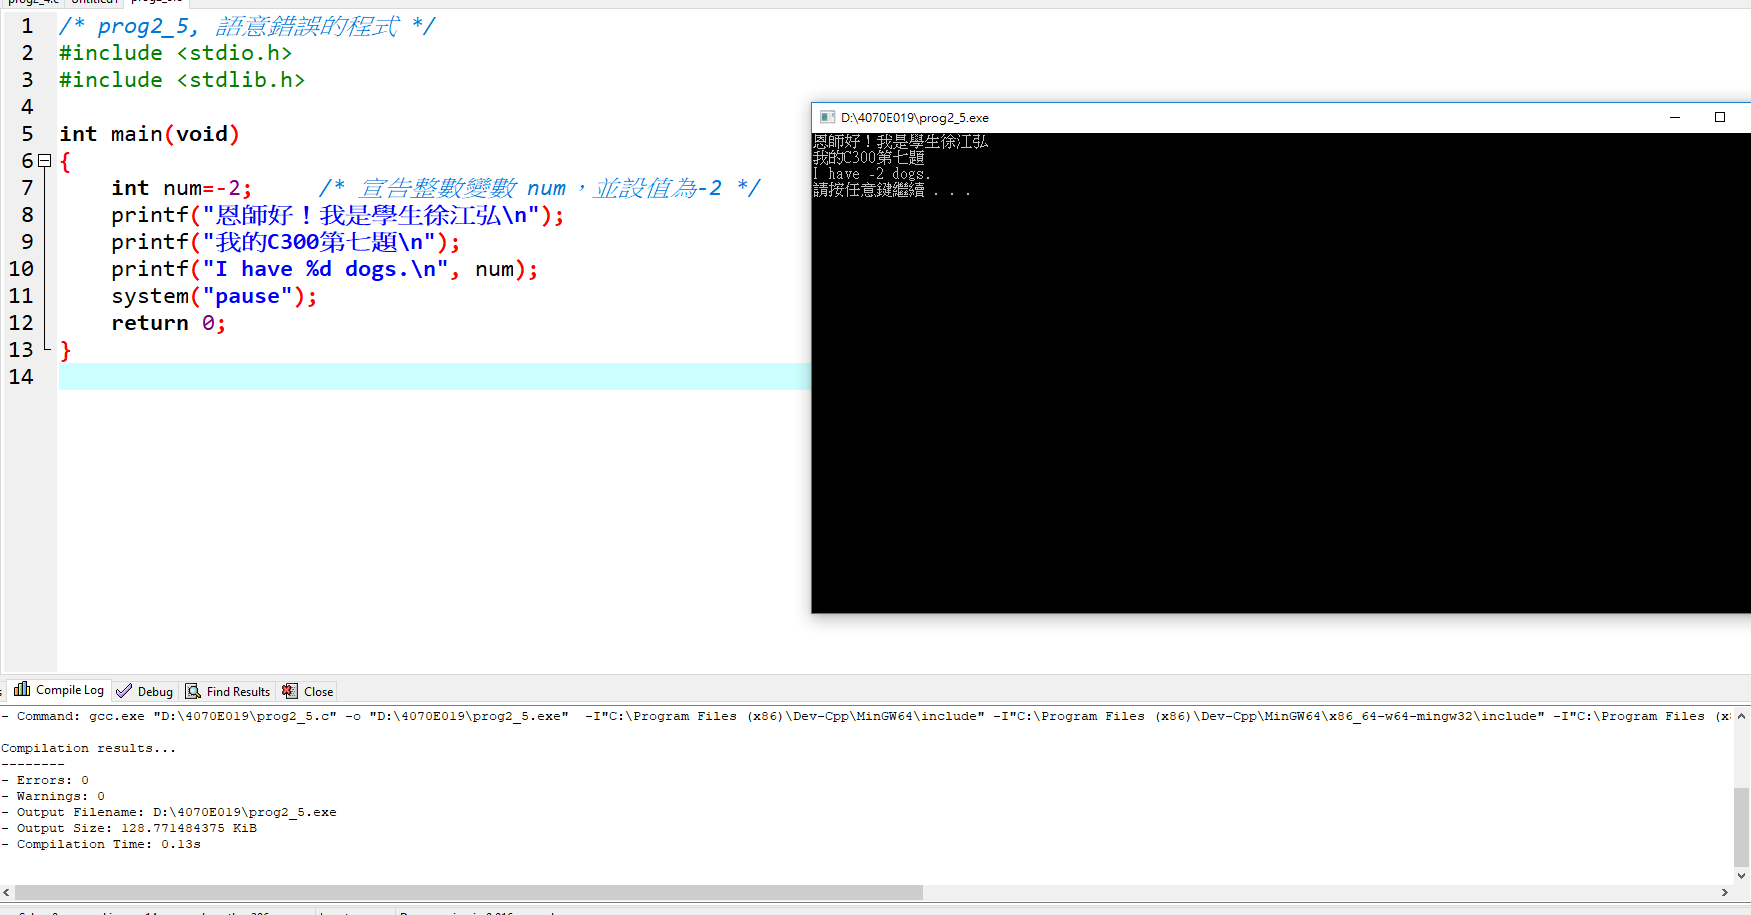 1 /* prog2_5, 語意錯誤的程式 */
2 #include <stdio.h>
3 #include <stdlib.h>
4
5 int main(void)
6 {
7 int num=-2; /* 宣告整數變數 num，並設值為-2 */
8 printf("恩師好！我是學生徐江弘\n");
9 printf("我的C300第七題\n");
10 printf("I have %d dogs.\n", num);
11 system("pause");
12 return 0;
13 }
14
D:\4070E019\prog2_5.exe
恩師好！我是學生徐江弘
我的C300第七題
I have -2 dogs.
請按任意鍵繼續 . . .
Compile Log Debug Find Results Close
- Command: gcc.exe "D:\4070E019\prog2_5.c" -o "D:\4070E019\prog2_5.exe" -I"C:\Program Files (x86)\Dev-Cpp\MinGW64\include" -I"C:\Program Files (x86)\Dev-Cpp\MinGW64\x86_64-w64-mingw32\include" -I"C:\Program Files (x
Compilation results...
--------
- Errors: 0
- Warnings: 0
- Output Filename: D:\4070E019\prog2_5.exe
- Output Size: 128.771484375 KiB
- Compilation Time: 0.13s